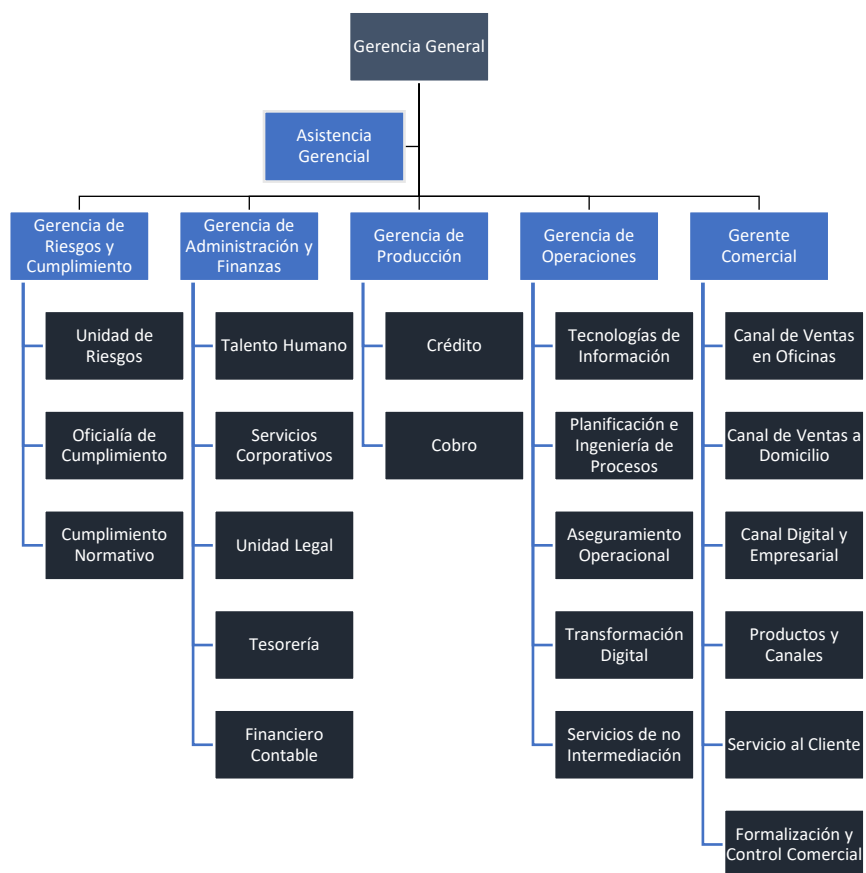 Gerencia General
Asistencia
Gerencial
Gerencia de
Riesgos y
Cumplimiento
Gerencia de
Administración y
Finanzas
Gerencia de
Producción
Gerencia de
Operaciones
Gerente
Comercial
Unidad de
Riesgos
Oficialía de
Cumplimiento
Cumplimiento
Normativo
Talento Humano
Servicios
Corporativos
Unidad Legal
Tesorería
Financiero
Contable
Crédito
Cobro
Tecnologías de
Información
Planificación e
Ingeniería de
Procesos
Aseguramiento
Operacional
Transformación
Digital
Servicios de no
Intermediación
Canal de Ventas
en Oficinas
Canal de Ventas a
Domicilio
Canal Digital y
Empresarial
Productos y
Canales
Servicio al Cliente
Formalización y
Control Comercial